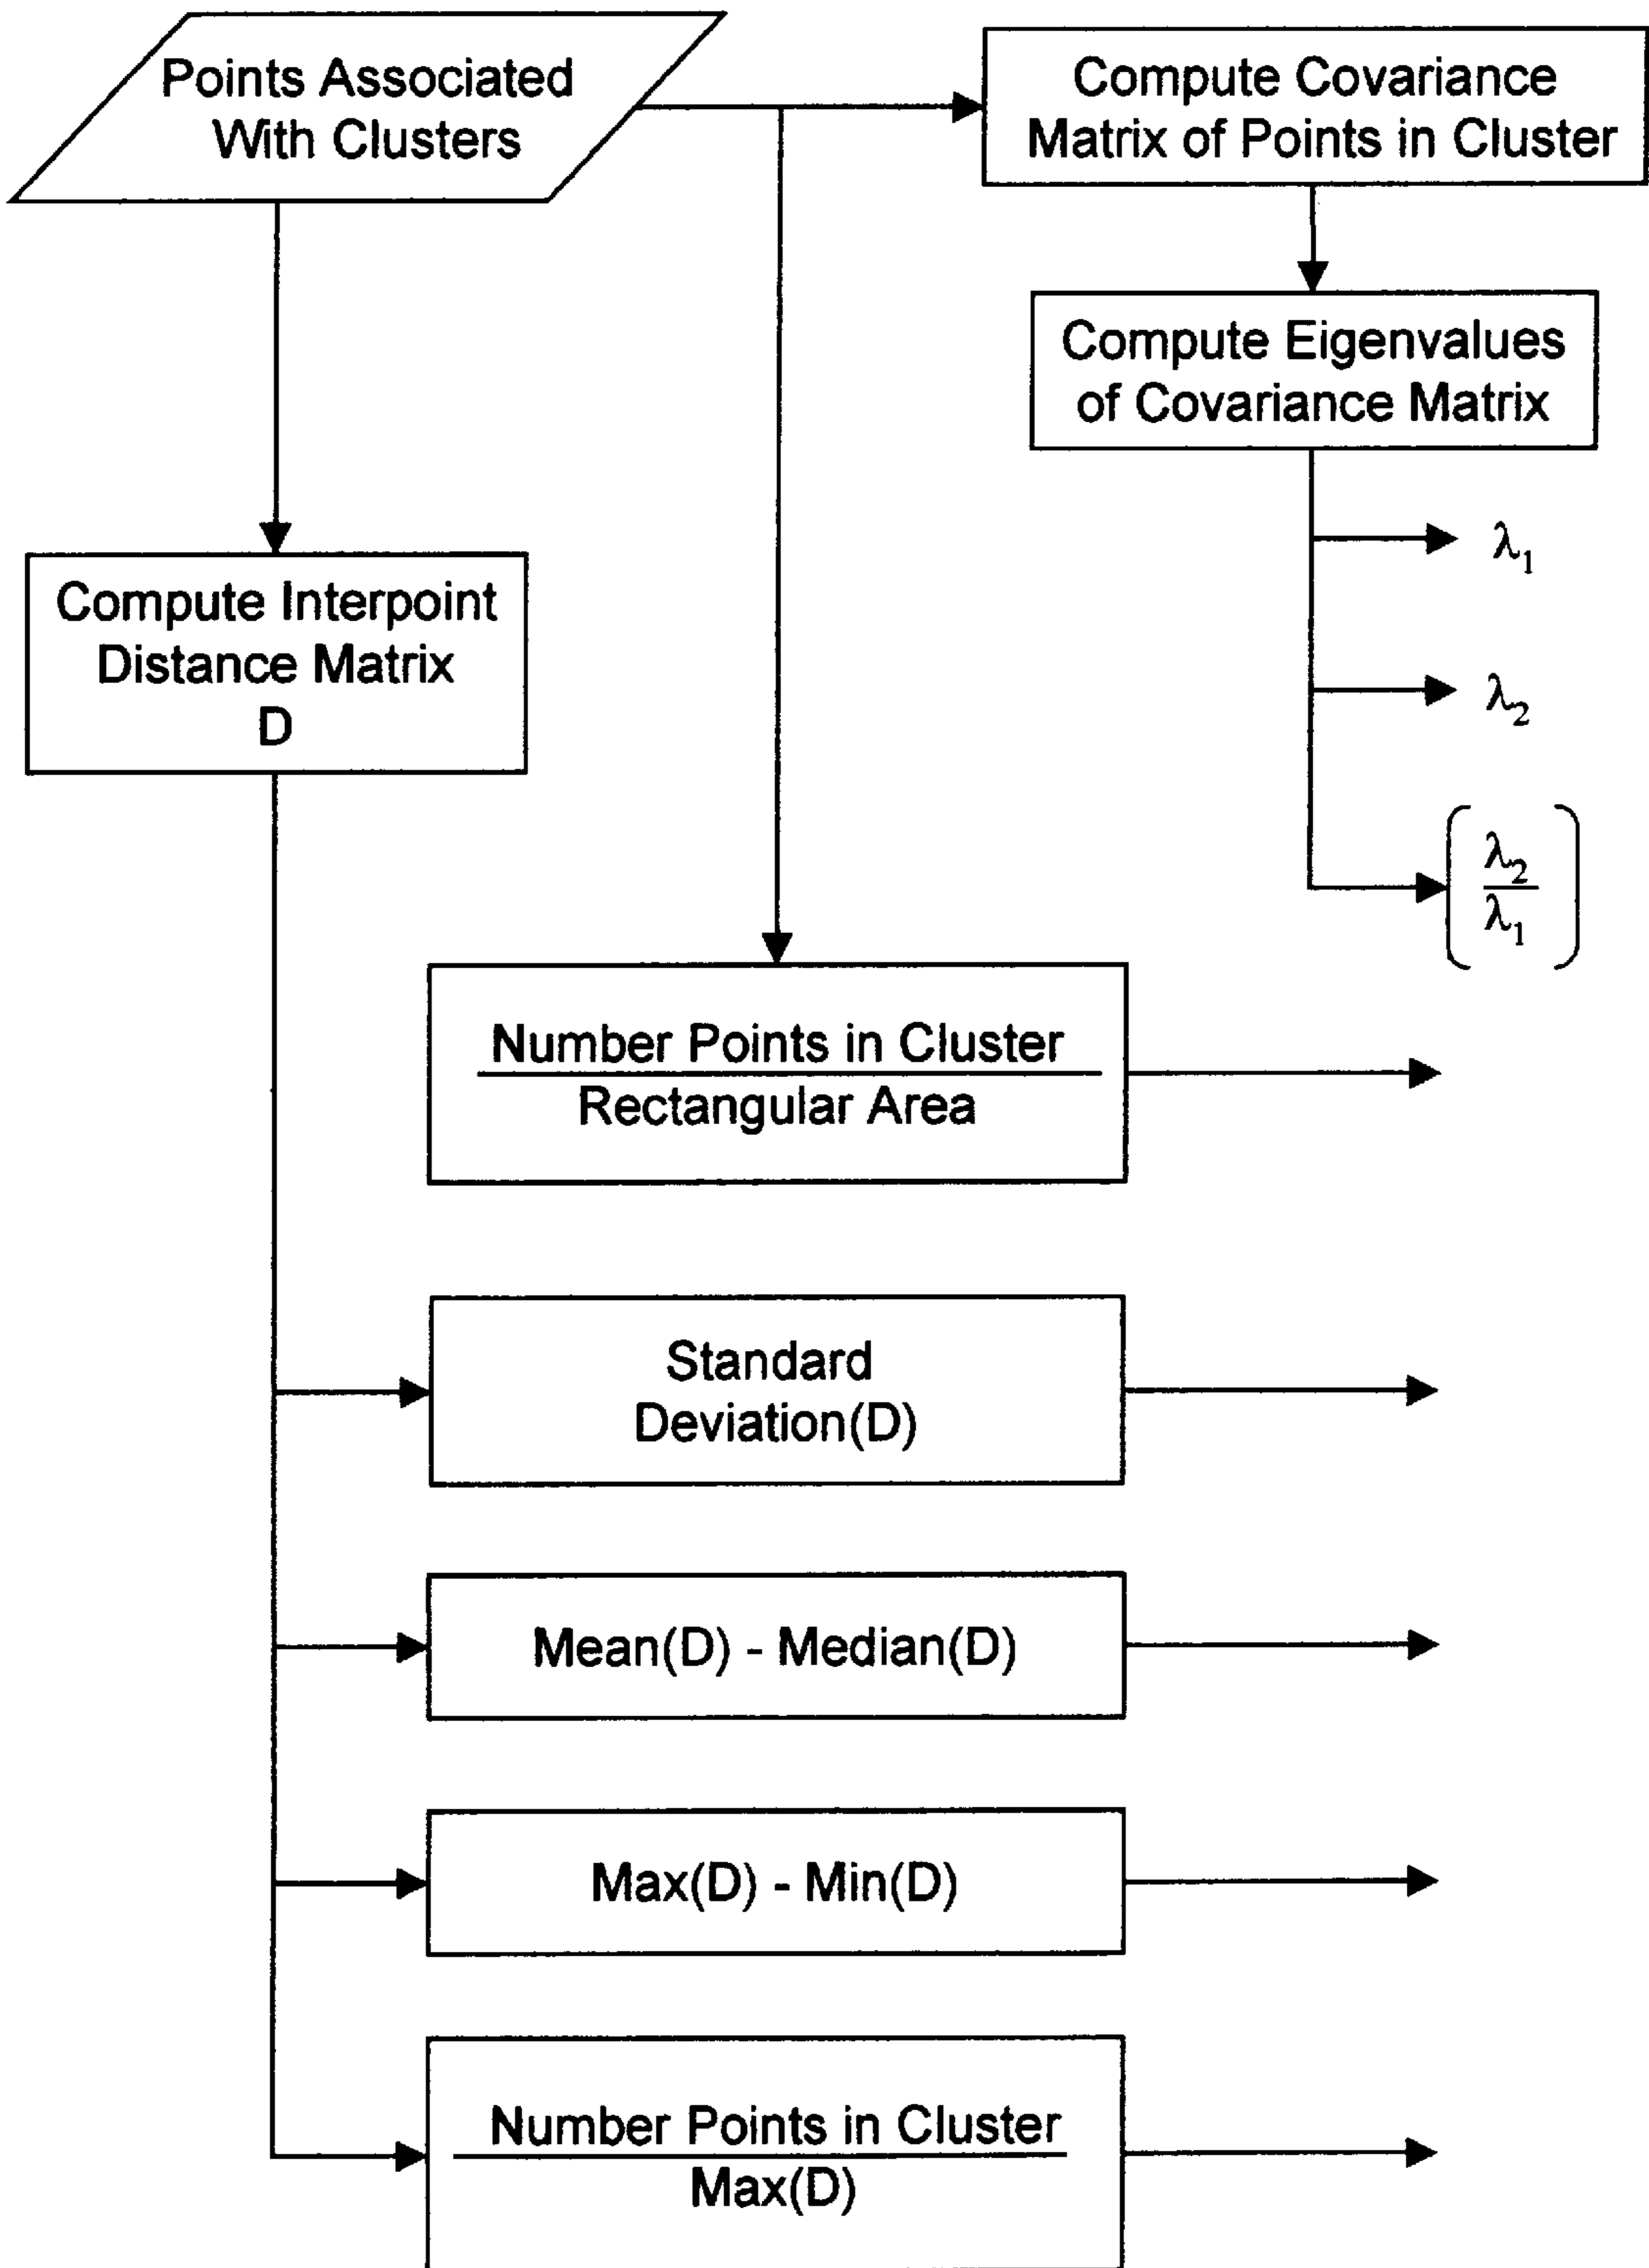 Points Associated
With Clusters
Compute Covariance
Matrix of Points in Cluster
Compute Eigenvalues
of Covariance Matrix
λ1
λ2
λ2
λ1
Compute Interpoint
Distance Matrix
D
Number Points in Cluster
Rectangular Area
Standard
Deviation(D)
Mean(D) - Median(D)
Max(D) - Min(D)
Number Points in Cluster
Max(D)